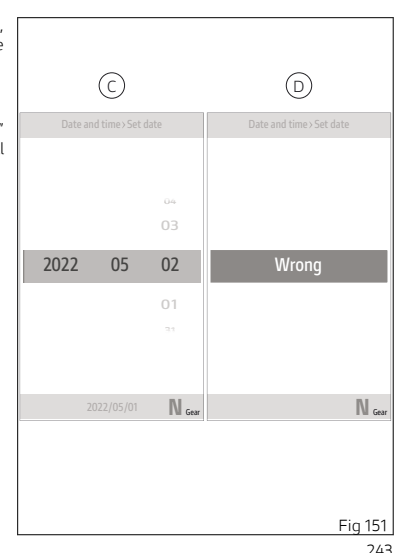 C
D
Date and time › Set date
Date and time › Set date
04
03
2022 05 02
Wrong
01
31
2022/05/01 N Gear
N Gear
Fig 151
243